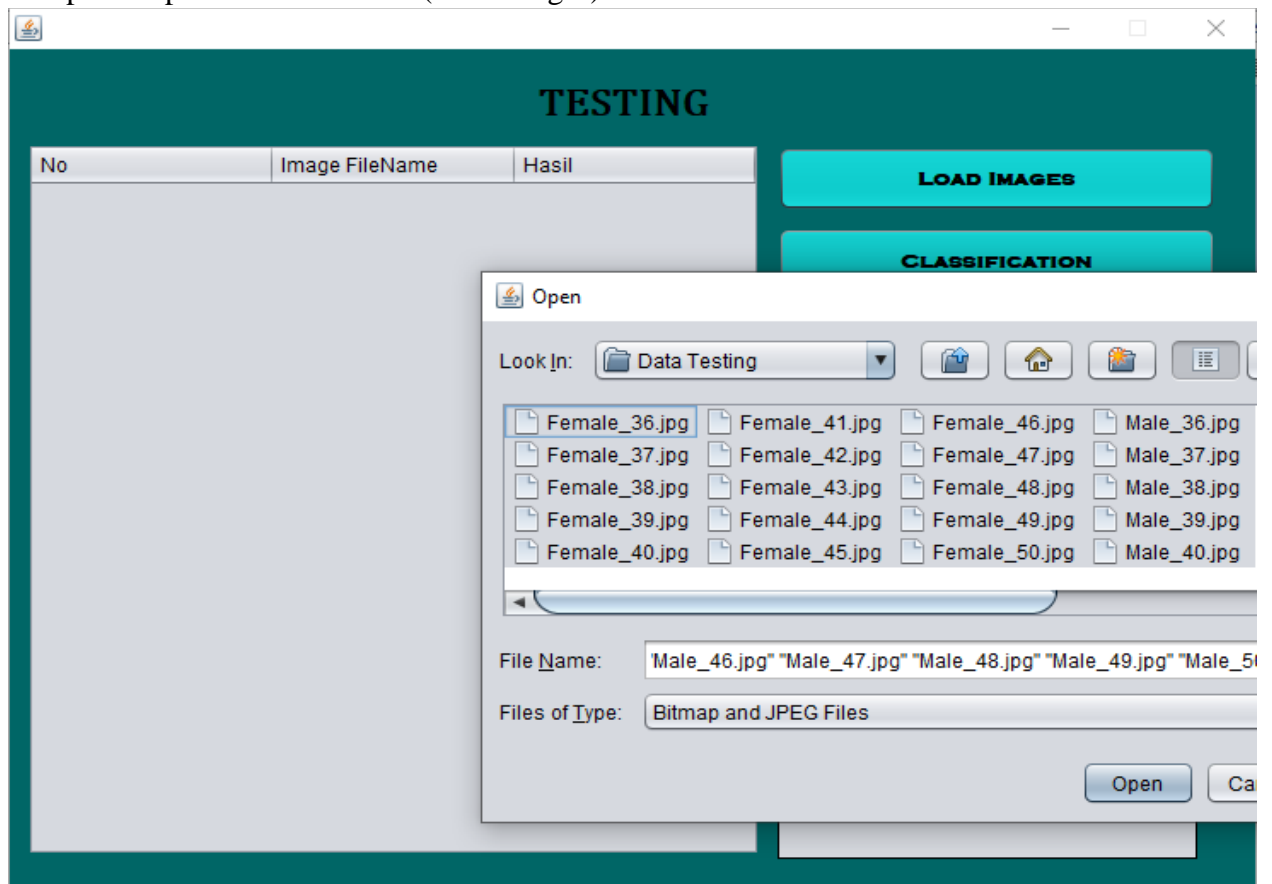 TESTING
No Image FileName Hasil
LOAD IMAGES
CLASSIFICATION
Open
Look In: Data Testing
Female_36.jpg Female_41.jpg Female_46.jpg Male_36.jpg
Female_37.jpg Female_42.jpg Female_47.jpg Male_37.jpg
Female_38.jpg Female_43.jpg Female_48.jpg Male_38.jpg
Female_39.jpg Female_44.jpg Female_49.jpg Male_39.jpg
Female_40.jpg Female_45.jpg Female_50.jpg Male_40.jpg
File Name: "Male_46.jpg" "Male_47.jpg" "Male_48.jpg" "Male_49.jpg" "Male_5
Files of Type: Bitmap and JPEG Files
Open Ca